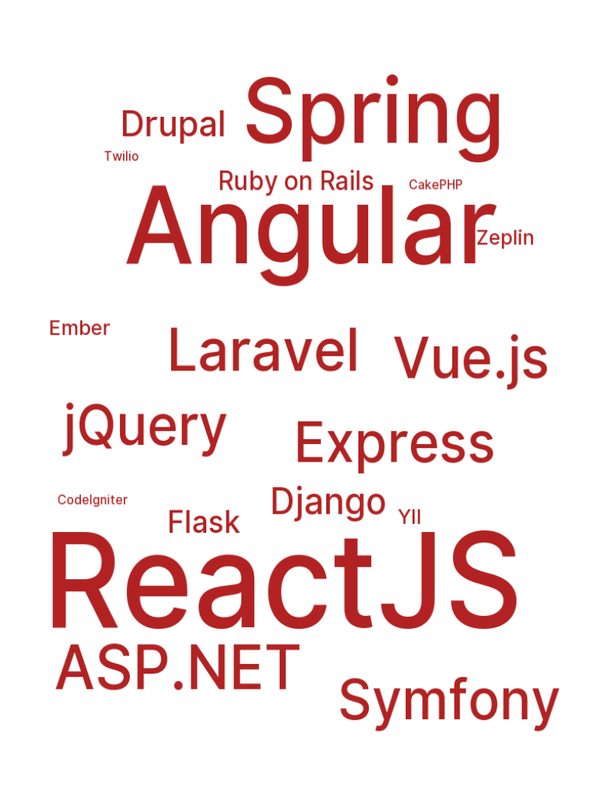 Spring
Drupal
Twilio
Ruby on Rails
CakePHP
Angular
Zeplin
Ember
Laravel
Vue.js
jQuery
Express
CodeIgniter
Django
Flask
YII
ReactJS
ASP.NET
Symfony